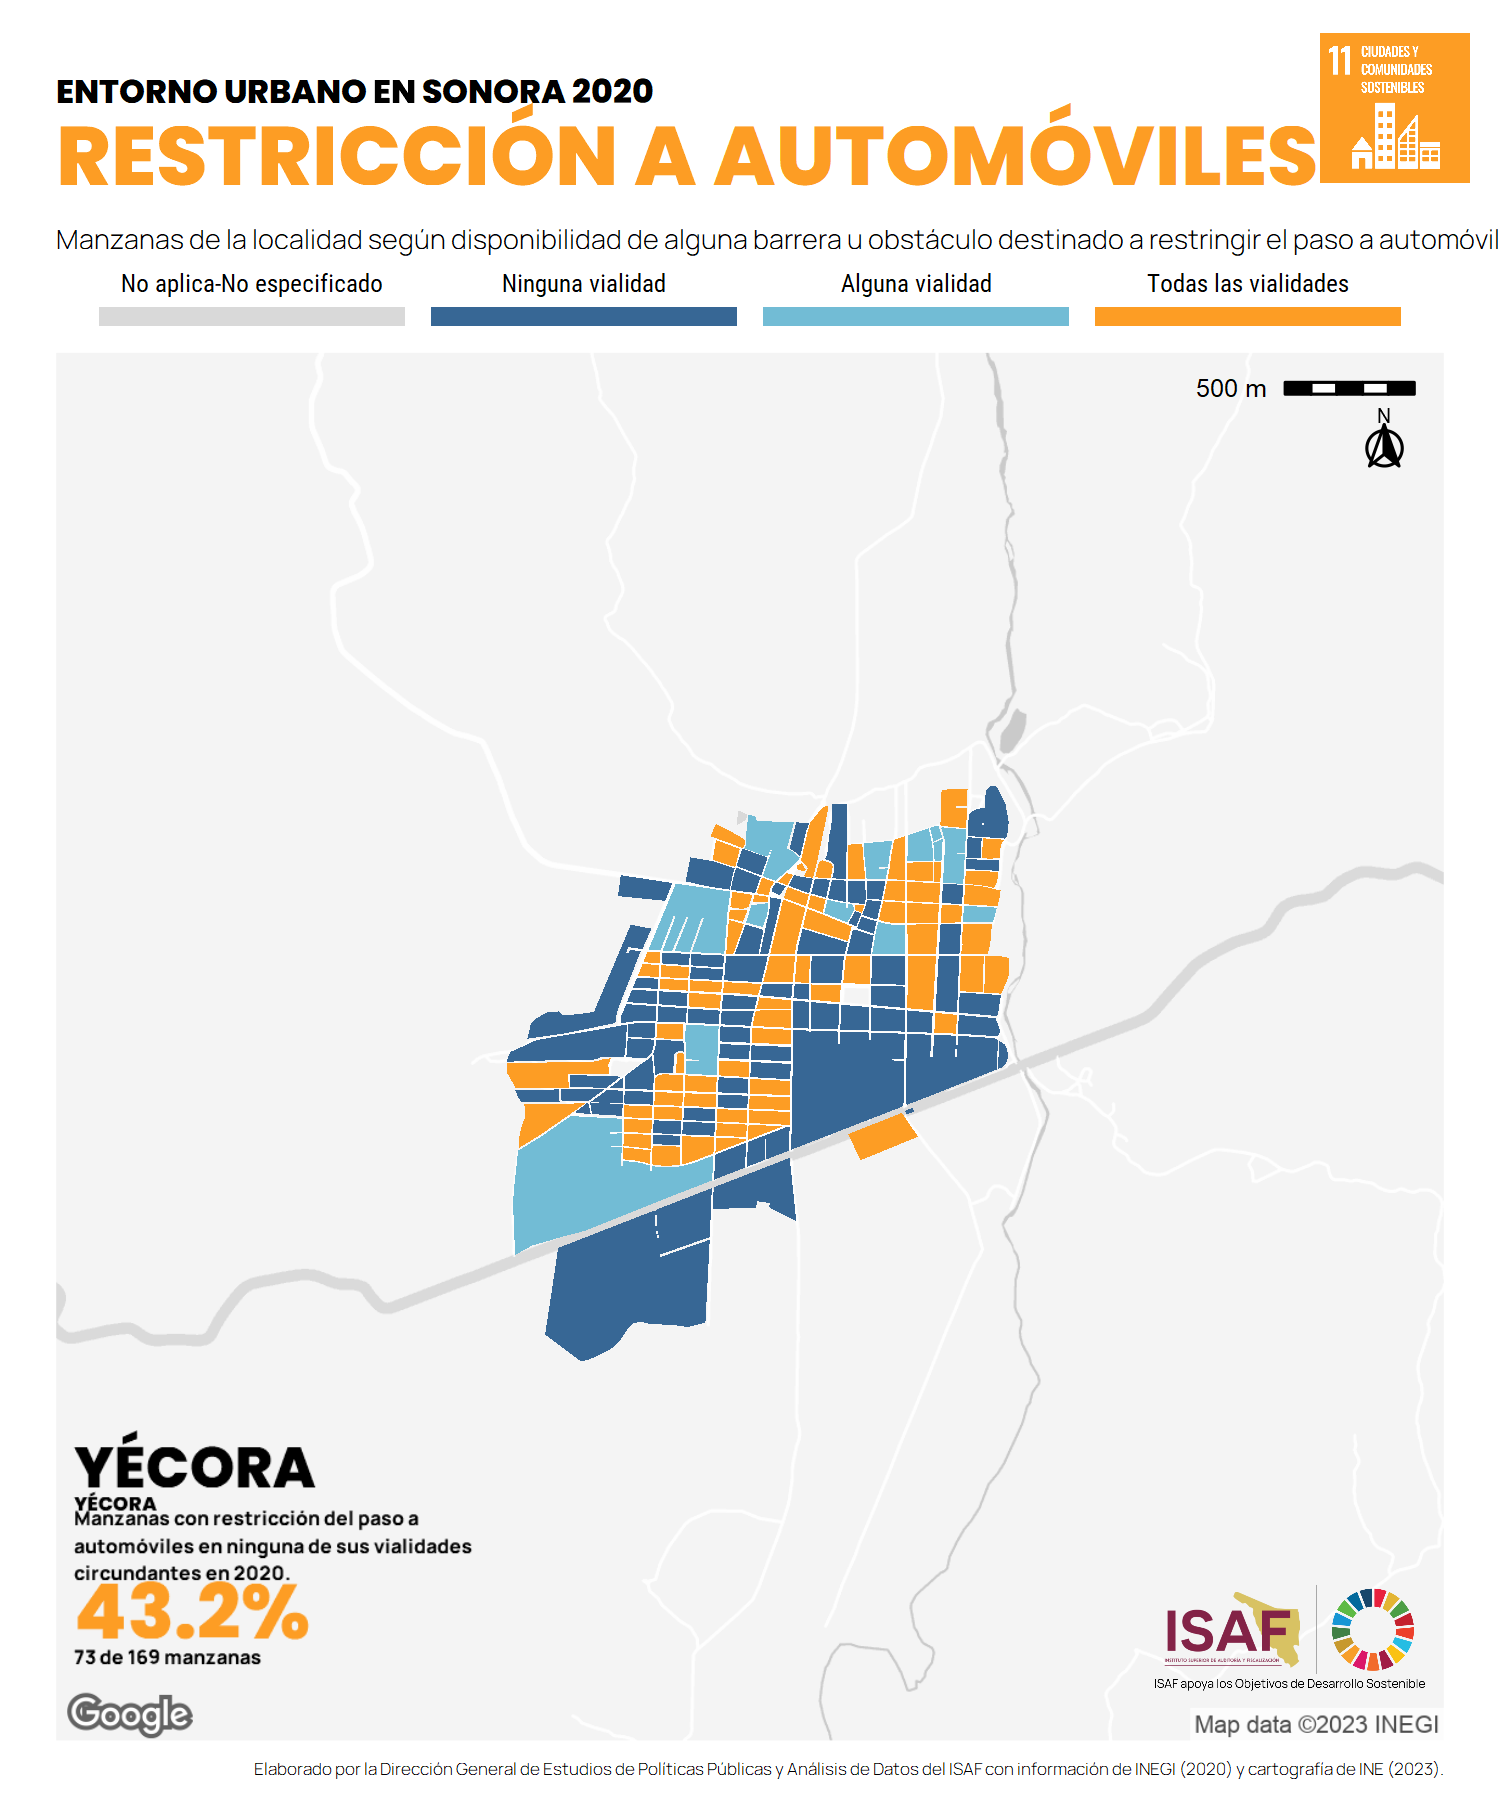 11 CIUDADES Y
COMUNIDADES
SOSTENIBLES
ENTORNO URBANO EN SONORA 2020
RESTRICCIÓN A AUTOMÓVILES
Manzanas de la localidad según disponibilidad de alguna barrera u obstáculo destinado a restringir el paso a automóvil
No aplica-No especificado
Ninguna vialidad
Alguna vialidad
Todas las vialidades
500 m
N
YÉCORA
YÉCORA
Manzanas con restricción del paso a
automóviles en ninguna de sus vialidades
circundantes en 2020.
43.2%
73 de 169 manzanas
ISAF
INSTITUTO SUPERIOR DE AUDITORÍA Y FISCALIZACIÓN
ISAF apoya los Objetivos de Desarrollo Sostenible
Google
Map data ©2023 INEGI
Elaborado por la Dirección General de Estudios de Políticas Públicas y Análisis de Datos del ISAF con información de INEGI (2020) y cartografía de INE (2023).